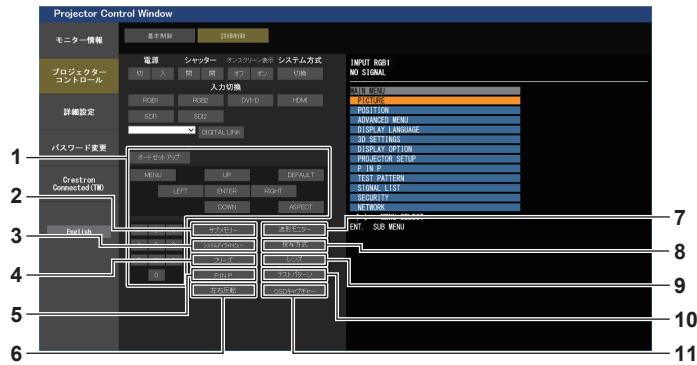 Projector Control Window
モニター情報
基本制御
詳細制御
電源
シャッター
オンスクリーン表示
システム方式
切
入
閉
開
オフ
オン
切換
入力切換
RGB1
RGB2
DVI-D
HDMI
SDI1
SDI2
DIGITAL LINK
プロジェクター
コントロール
詳細設定
パスワード変更
Crestron
Connected(TM)
English
オートセットアップ
MENU
UP
DEFAULT
LEFT
ENTER
RIGHT
DOWN
ASPECT
サブメモリー
波形モニター
システムデイライトビュー
フリーズ
レンズ
0
P IN P
テストパターン
左右反転
OSDキャプチャー
INPUT RGB1
NO SIGNAL
MAIN MENU
PICTURE
POSITION
ADVANCED MENU
DISPLAY LANGUAGE
3D SETTINGS
DISPLAY OPTION
PROJECTOR SETUP
P IN P
TEST PATTERN
SIGNAL LIST
SECURITY
NETWORK
MENU SELECT
ENT. SUB MENU
1
2
3
4
5
6
7
8
9
10
11